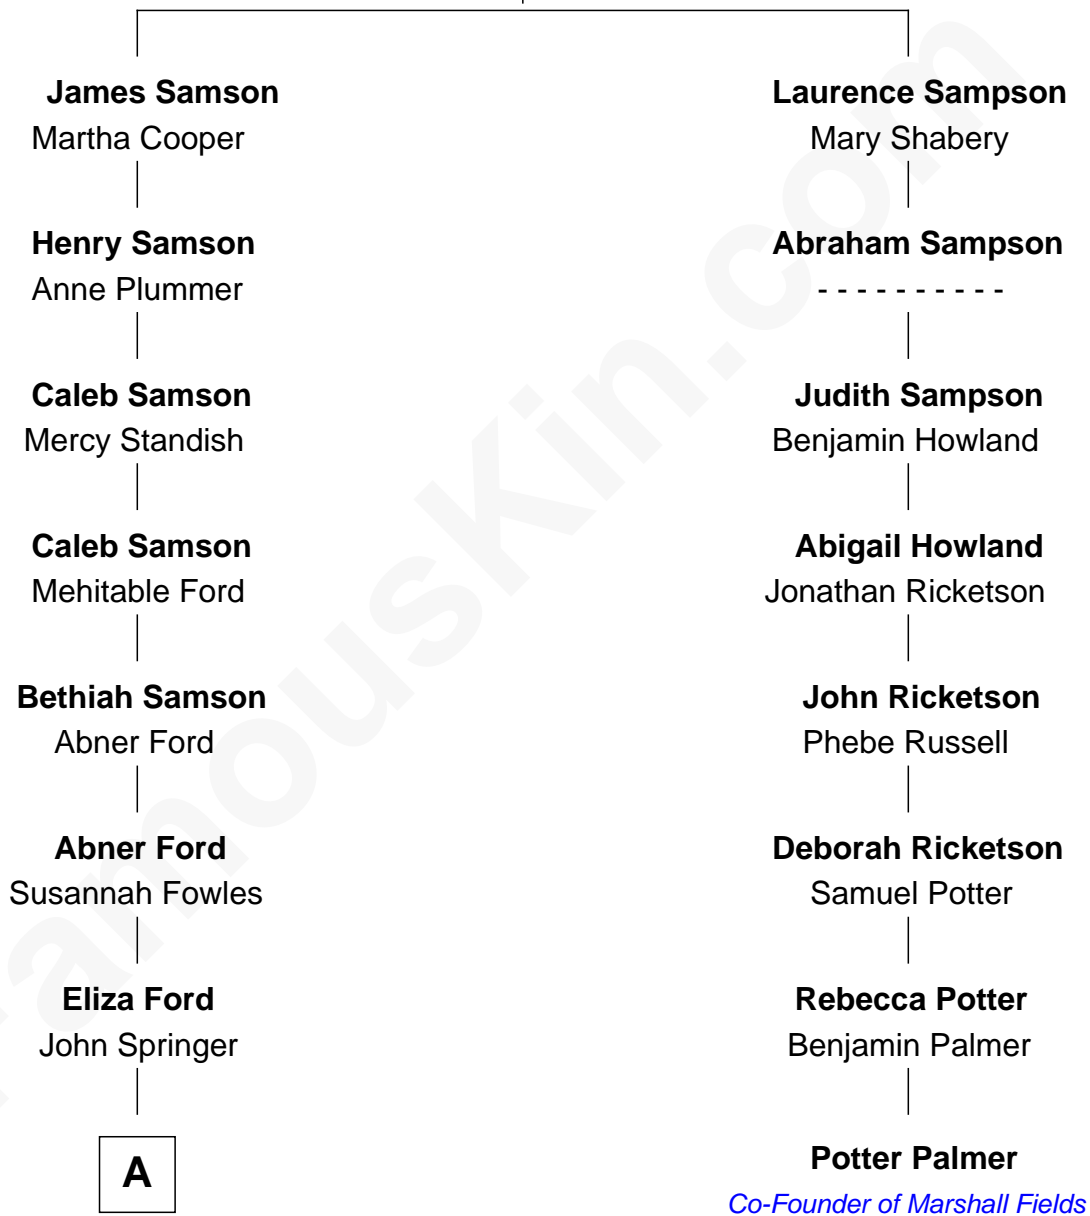 James Samson
Martha Cooper
Laurence Sampson
Mary Shabery
Henry Samson
Anne Plummer
Abraham Sampson
- - - - - - - - - -
Caleb Samson
Mercy Standish
Judith Sampson
Benjamin Howland
Caleb Samson
Mehitable Ford
Abigail Howland
Jonathan Ricketson
Bethiah Samson
Abner Ford
John Ricketson
Phebe Russell
Abner Ford
Susannah Fowles
Deborah Ricketson
Samuel Potter
Eliza Ford
John Springer
Rebecca Potter
Benjamin Palmer
A
Potter Palmer
Co-Founder of Marshall Fields
FamousKin.com